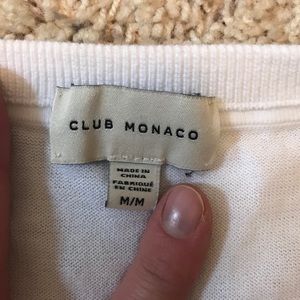 CLUB MONACO
MADE IN
CHINA
FABRIQUÉ
EN CHINE
M/M